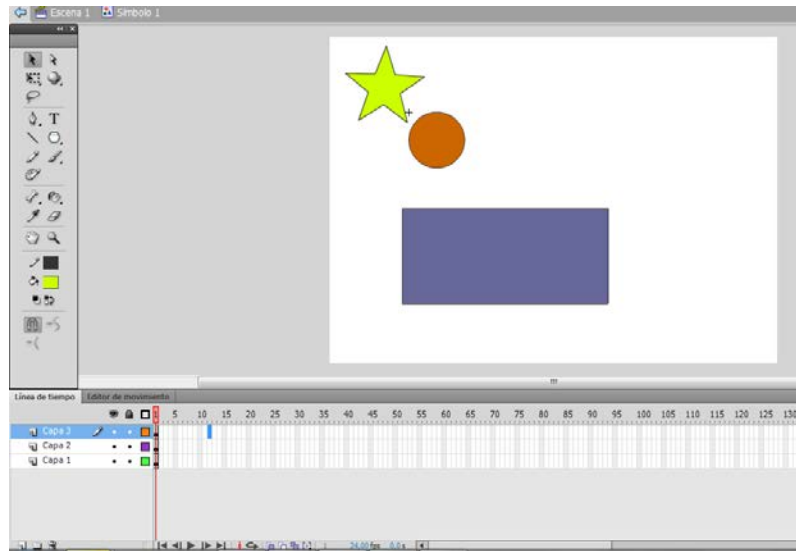 Escena 1 Símbolo 1
T
Línea de tiempo Editor de movimiento
1 5 10 15 20 25 30 35 40 45 50 55 60 65 70 75 80 85 90 95 100 105 110 115 120 125 130
Capa 3
Capa 2
Capa 1
1 24.00 fps 0.0 s